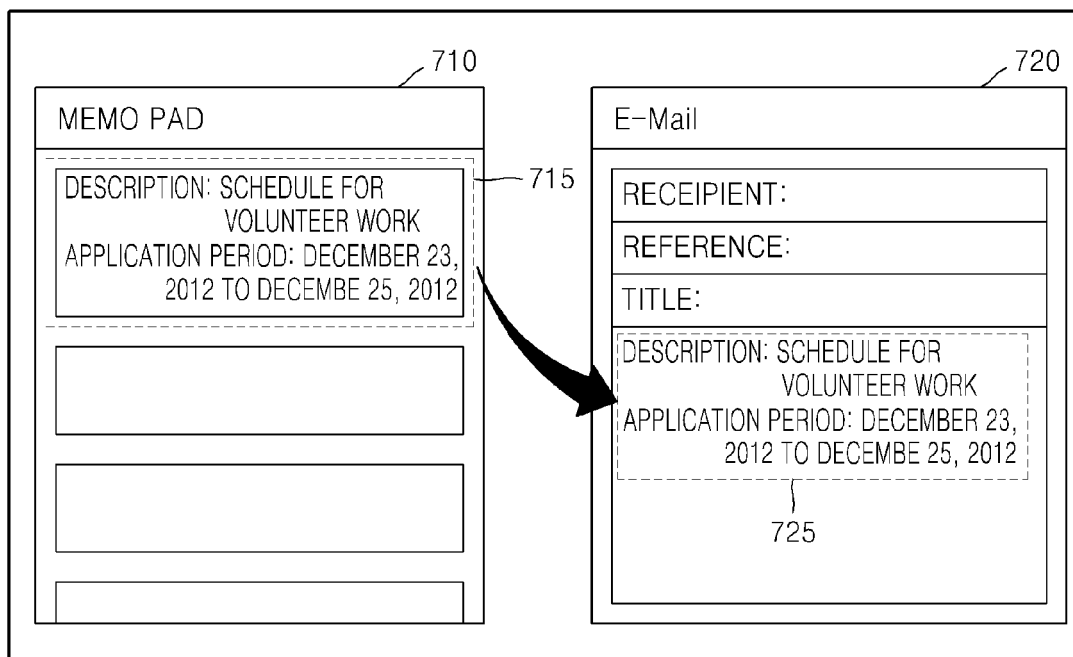 710
MEMO PAD
715
DESCRIPTION: SCHEDULE FOR
VOLUNTEER WORK
APPLICATION PERIOD: DECEMBER 23,
2012 TO DECEMBE 25, 2012
720
E-Mail
RECEIPIENT:
REFERENCE:
TITLE:
DESCRIPTION: SCHEDULE FOR
VOLUNTEER WORK
APPLICATION PERIOD: DECEMBER 23,
2012 TO DECEMBE 25, 2012
725